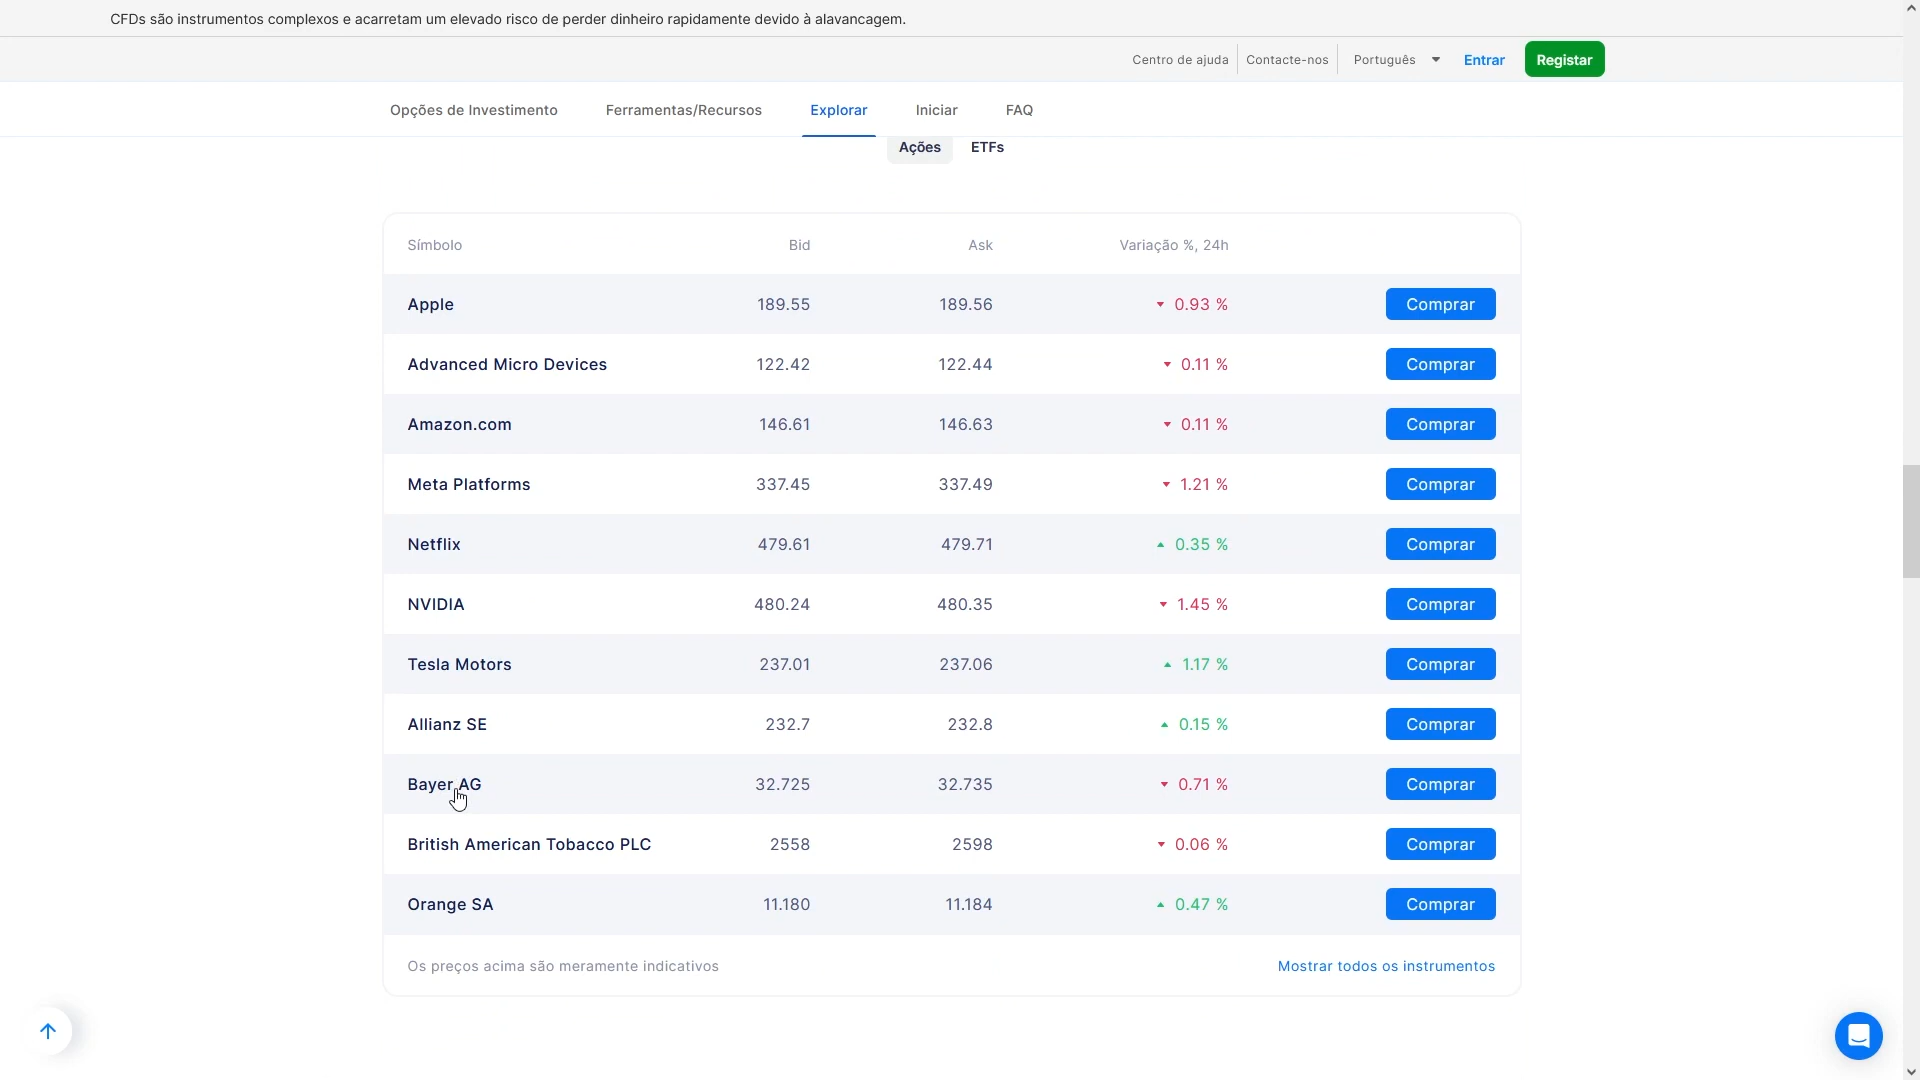 CFDs são instrumentos complexos e acarretam um elevado risco de perder dinheiro rapidamente devido à alavancagem.
Centro de ajuda Contacte-nos Português Entrar Registar
Opções de Investimento Ferramentas/Recursos Explorar Iniciar FAQ
Ações ETFs
Símbolo Bid Ask Variação %, 24h
Apple 189.55 189.56 0.93 % Comprar
Advanced Micro Devices 122.42 122.44 0.11 % Comprar
Amazon.com 146.61 146.63 0.11 % Comprar
Meta Platforms 337.45 337.49 1.21 % Comprar
Netflix 479.61 479.71 0.35 % Comprar
NVIDIA 480.24 480.35 1.45 % Comprar
Tesla Motors 237.01 237.06 1.17 % Comprar
Allianz SE 232.7 232.8 0.15 % Comprar
Bayer AG 32.725 32.735 0.71 % Comprar
British American Tobacco PLC 2558 2598 0.06 % Comprar
Orange SA 11.180 11.184 0.47 % Comprar
Os preços acima são meramente indicativos Mostrar todos os instrumentos